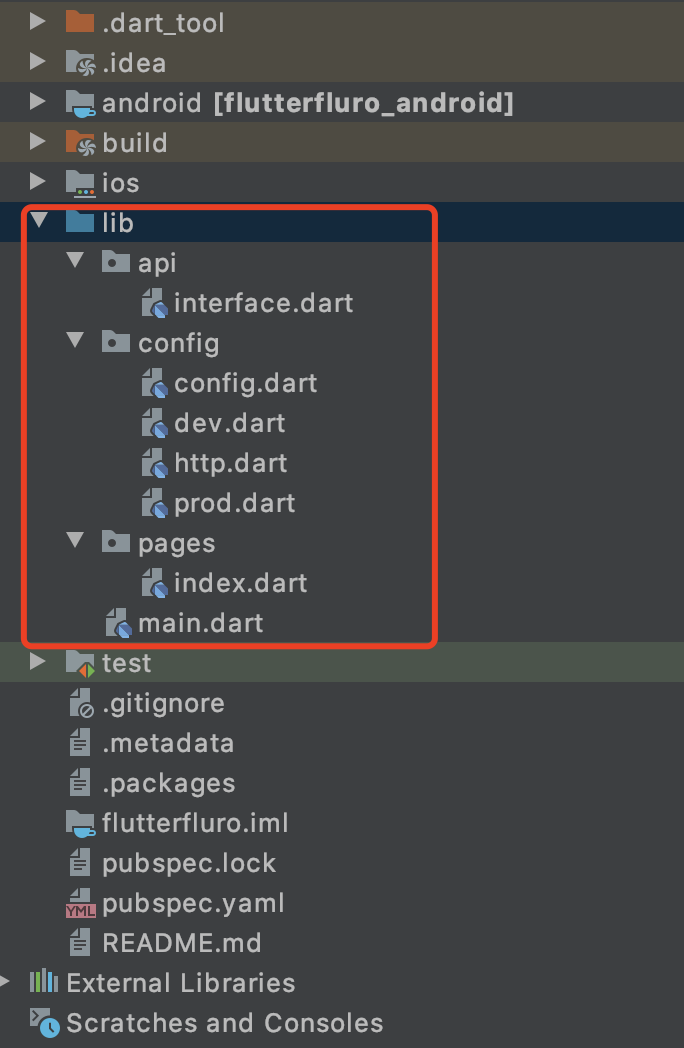 .dart_tool
.idea
android [flutterfluro_android]
build
ios
lib
api
interface.dart
config
config.dart
dev.dart
http.dart
prod.dart
pages
index.dart
main.dart
test
.gitignore
.metadata
.packages
flutterfluro.iml
pubspec.lock
YML pubspec.yaml
README.md
External Libraries
Scratches and Consoles